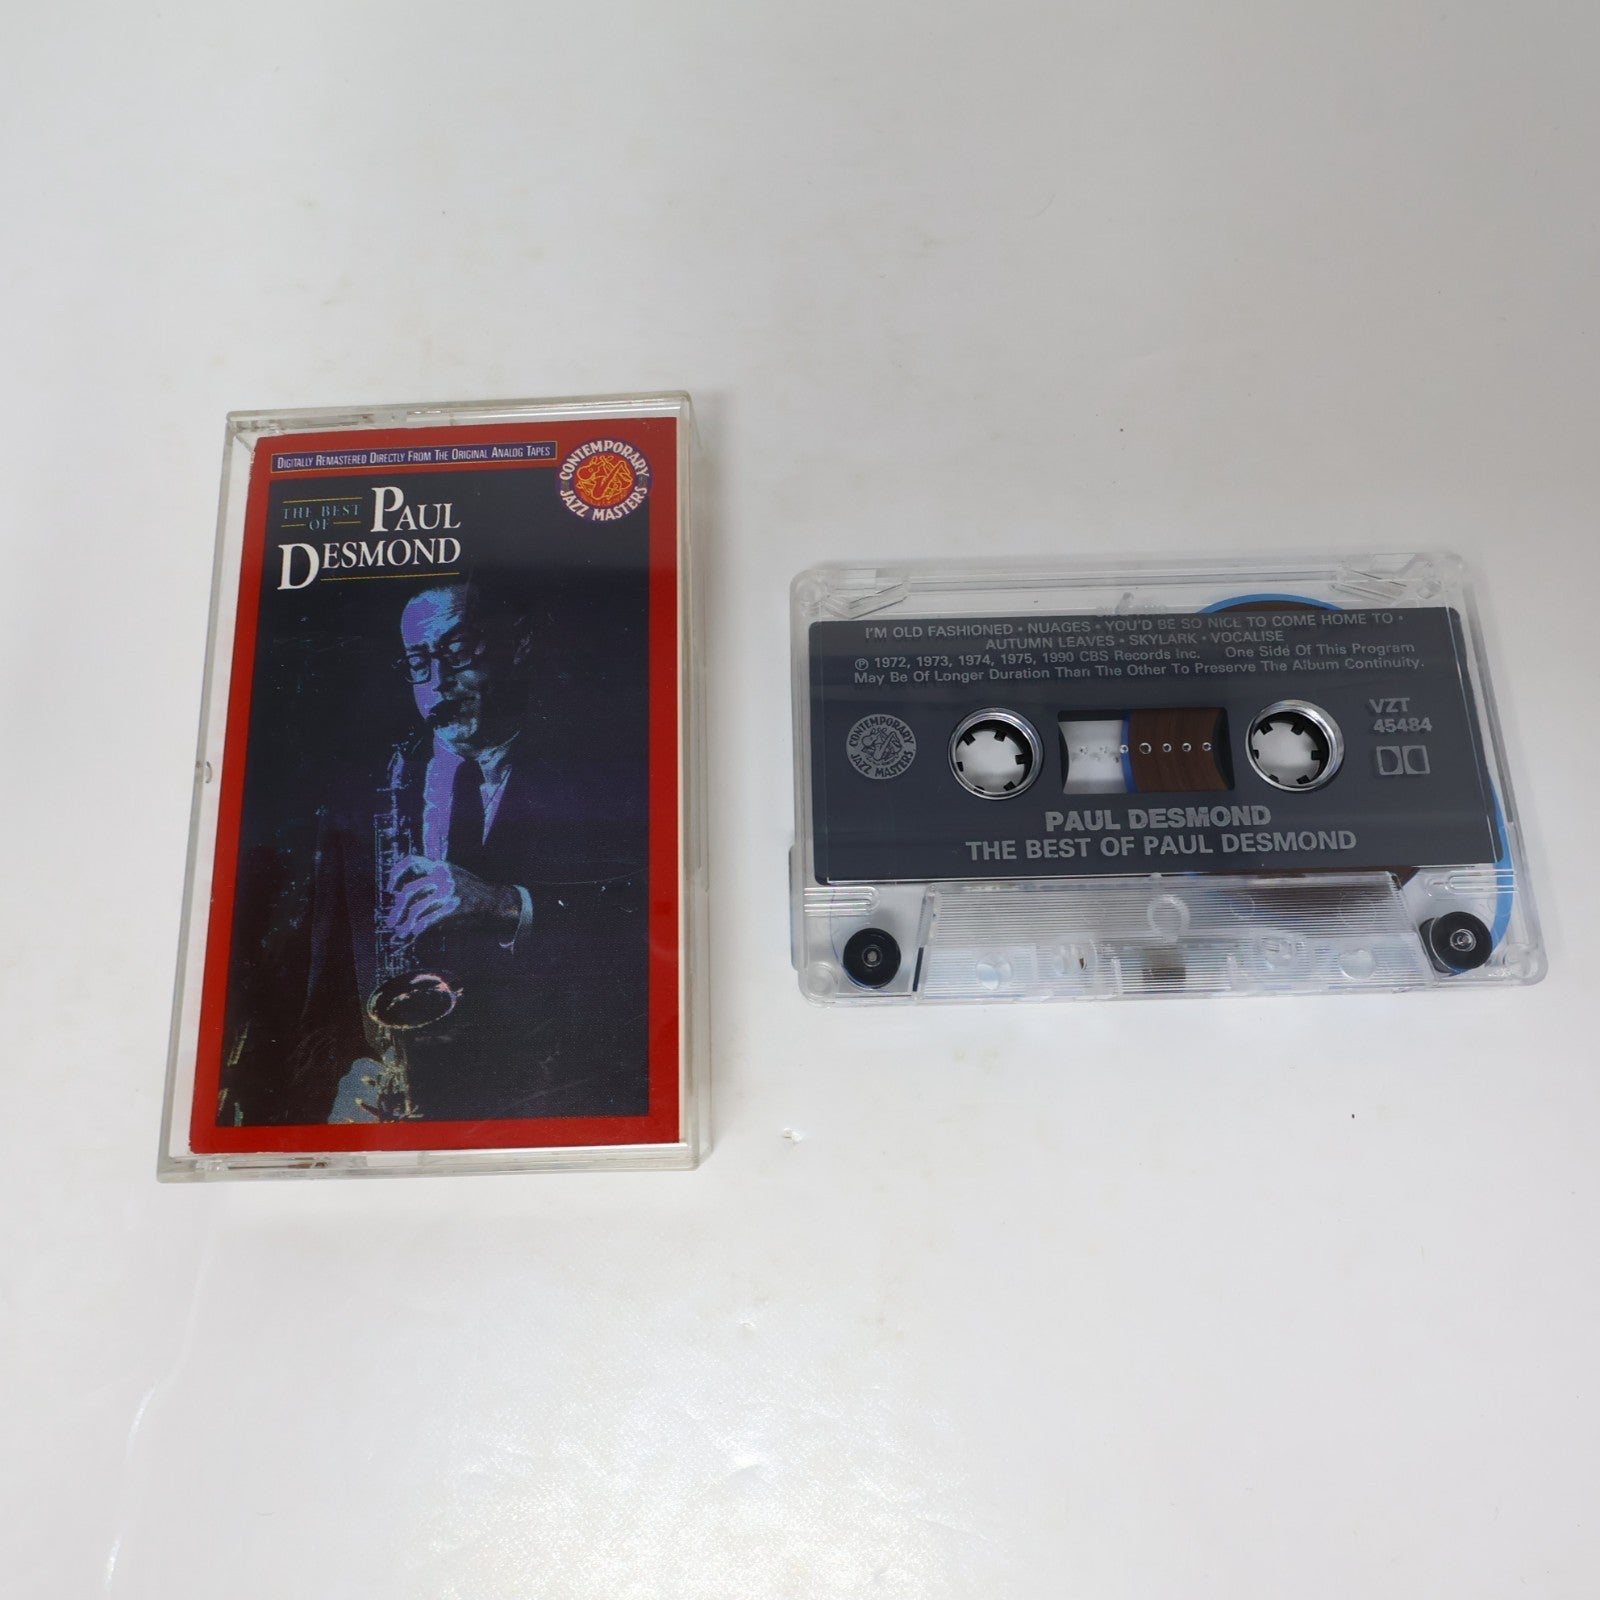 DIGITALLY REMASTERED DIRECTLY FROM THE ORIGINAL ANALOG TAPES
CONTEMPORARY
JAZZ MASTERS
THE BEST
OF
PAUL
DESMOND
I'M OLD FASHIONED • NUAGES • YOU'D BE SO NICE TO COME HOME TO •
AUTUMN LEAVES • SKYLARK • VOCALISE
℗ 1972, 1973, 1974, 1975, 1990 CBS Records Inc. One Side Of This Program
May Be Of Longer Duration Than The Other To Preserve The Album Continuity.
CONTEMPORARY
JAZZ MASTERS
VZT
45484
PAUL DESMOND
THE BEST OF PAUL DESMOND